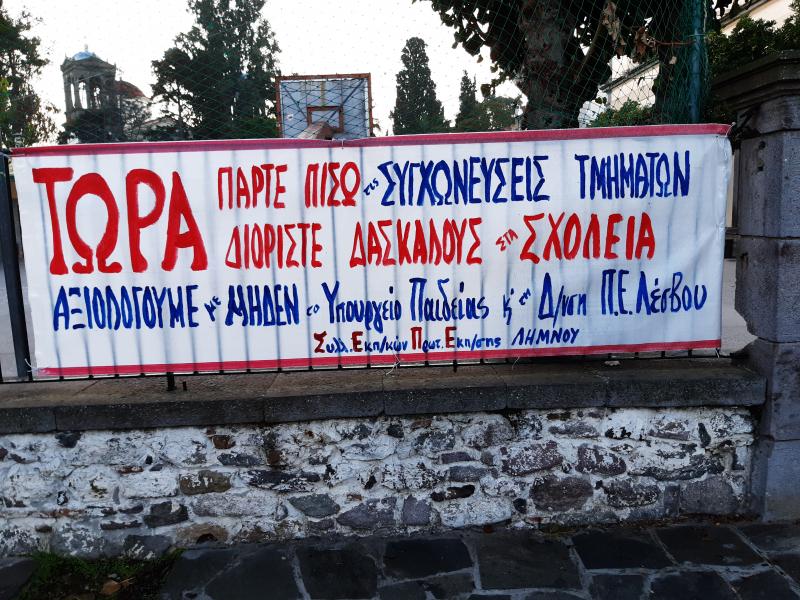 ΤΩΡΑ ΠΑΡΤΕ ΠΙΣΩ τις ΣΥΓΧΩΝΕΥΣΕΙΣ ΤΜΗΜΑΤΩΝ
ΔΙΟΡΙΣΤΕ ΔΑΣΚΑΛΟΥΣ ΣΤΑ ΣΧΟΛΕΙΑ
ΑΞΙΟΛΟΓΟΥΜΕ με ΜΗΔΕΝ το Υπουργείο Παιδείας κ' τη Δ/νση Π.Ε. Λέσβου
Συλλ. Εκπ/κών Πρωτ. Εκπ/σης ΛΗΜΝΟΥ